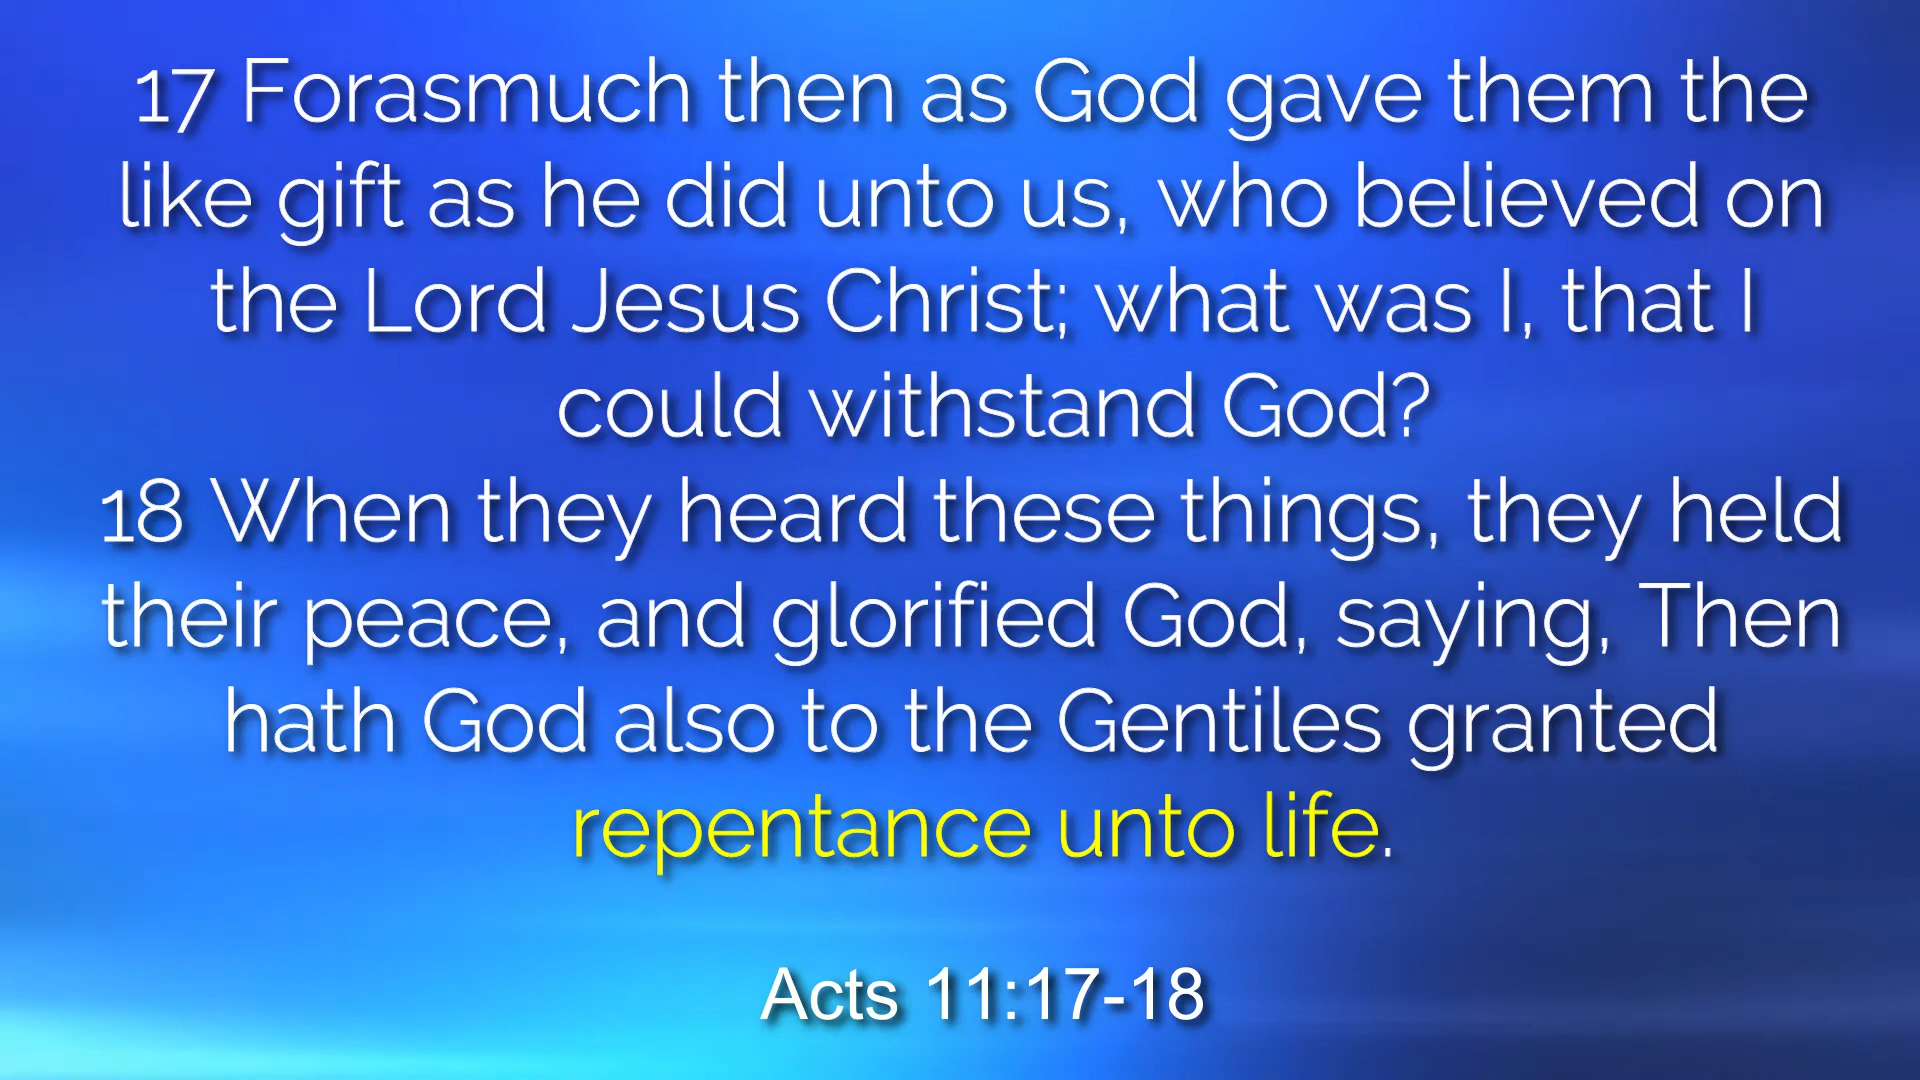 17 Forasmuch then as God gave them the
like gift as he did unto us, who believed on
the Lord Jesus Christ; what was I, that I
could withstand God?
18 When they heard these things, they held
their peace, and glorified God, saying, Then
hath God also to the Gentiles granted
repentance unto life.
Acts 11:17-18